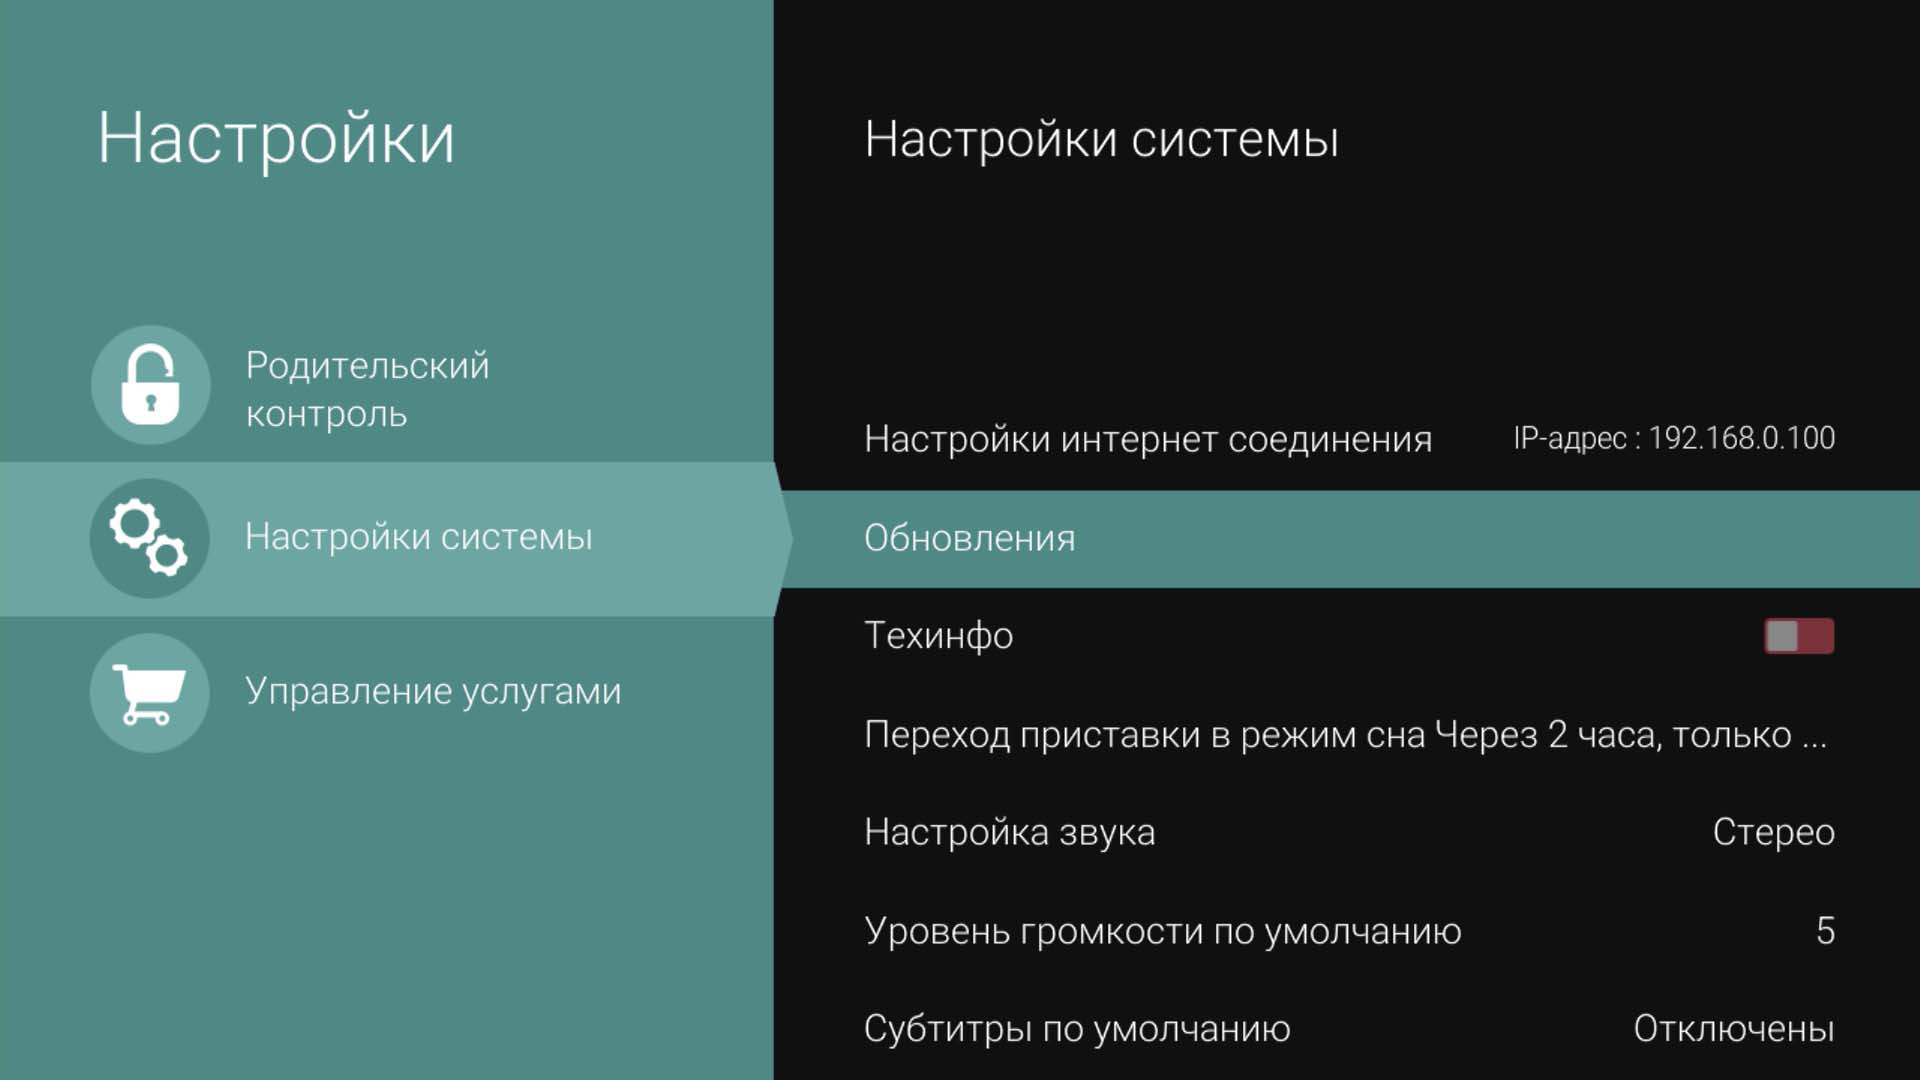 Настройки
Родительский
контроль
Настройки системы
Управление услугами
Настройки системы
Настройки интернет соединения IP-адрес : 192.168.0.100
Обновления
Техинфо
Переход приставки в режим сна Через 2 часа, только ...
Настройка звука Стерео
Уровень громкости по умолчанию 5
Субтитры по умолчанию Отключены